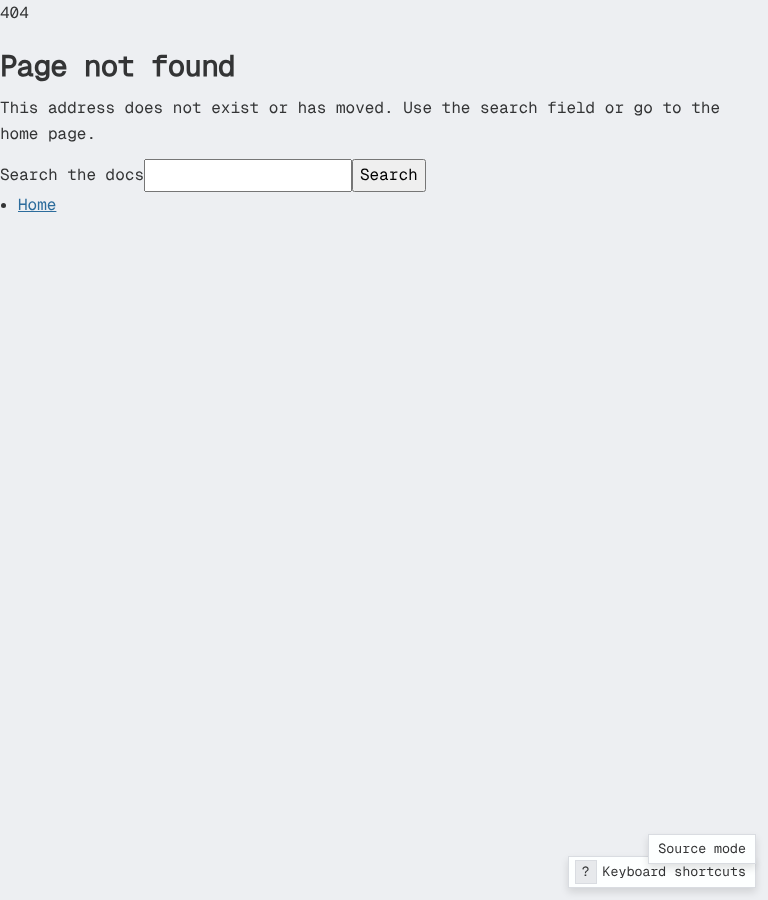 404
Page not found
This address does not exist or has moved. Use the search field or go to the
home page.
Search the docs Search
Home
Source mode
? Keyboard shortcuts